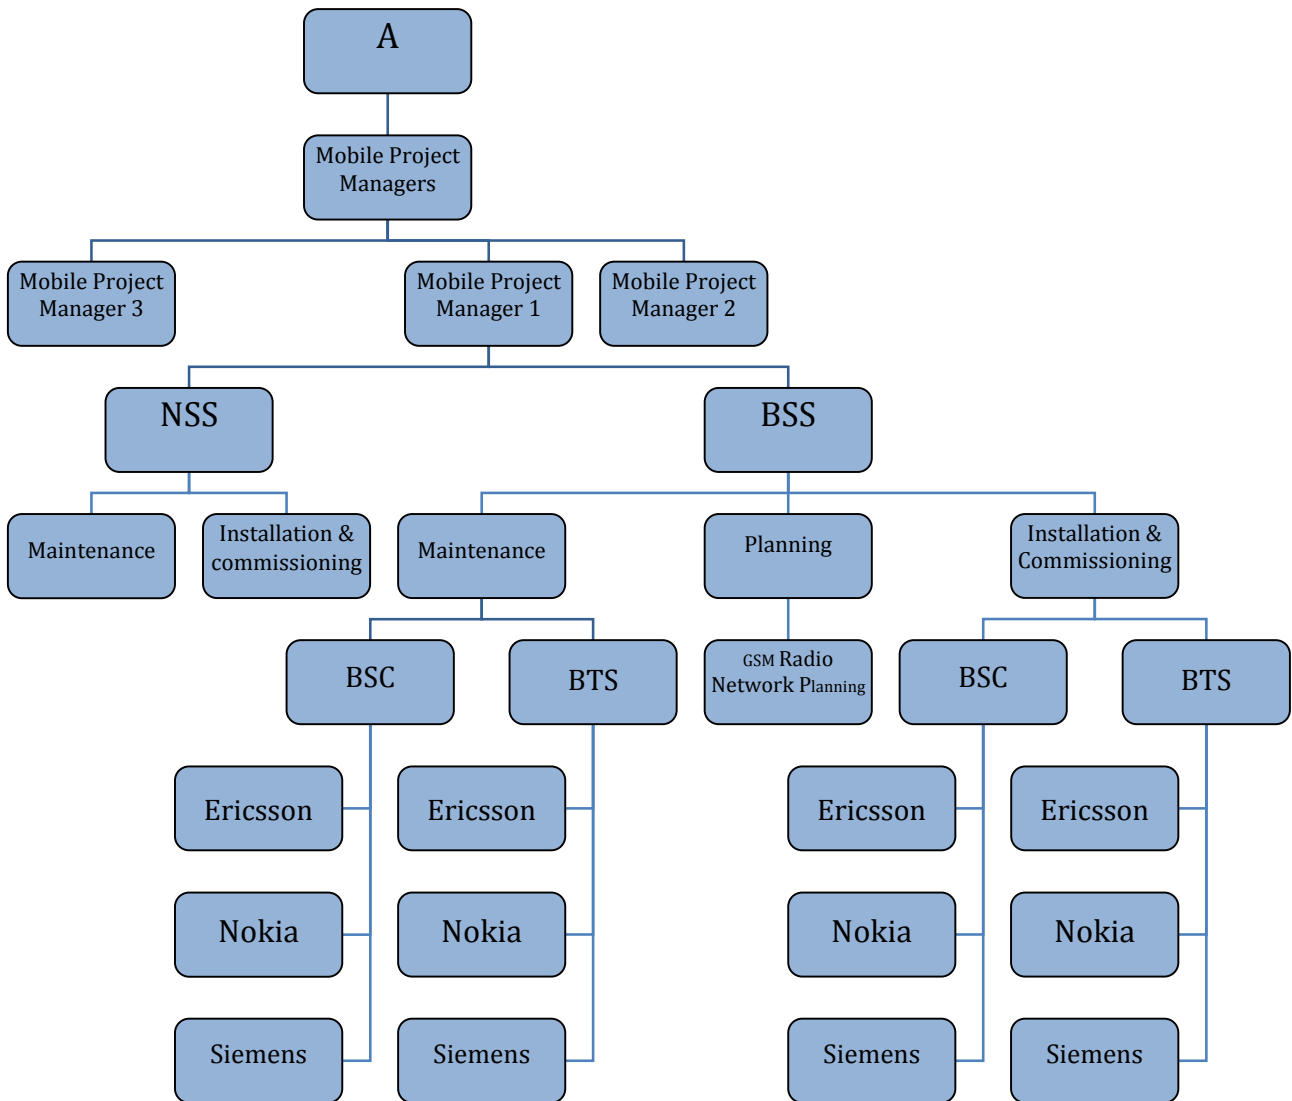 A
Mobile Project
Managers
Mobile Project
Manager 3
Mobile Project
Manager 1
Mobile Project
Manager 2
NSS
BSS
Maintenance
Installation &
commissioning
Maintenance
Planning
Installation &
Commissioning
BSC
BTS
GSM Radio
Network Planning
BSC
BTS
Ericsson
Ericsson
Ericsson
Ericsson
Nokia
Nokia
Nokia
Nokia
Siemens
Siemens
Siemens
Siemens